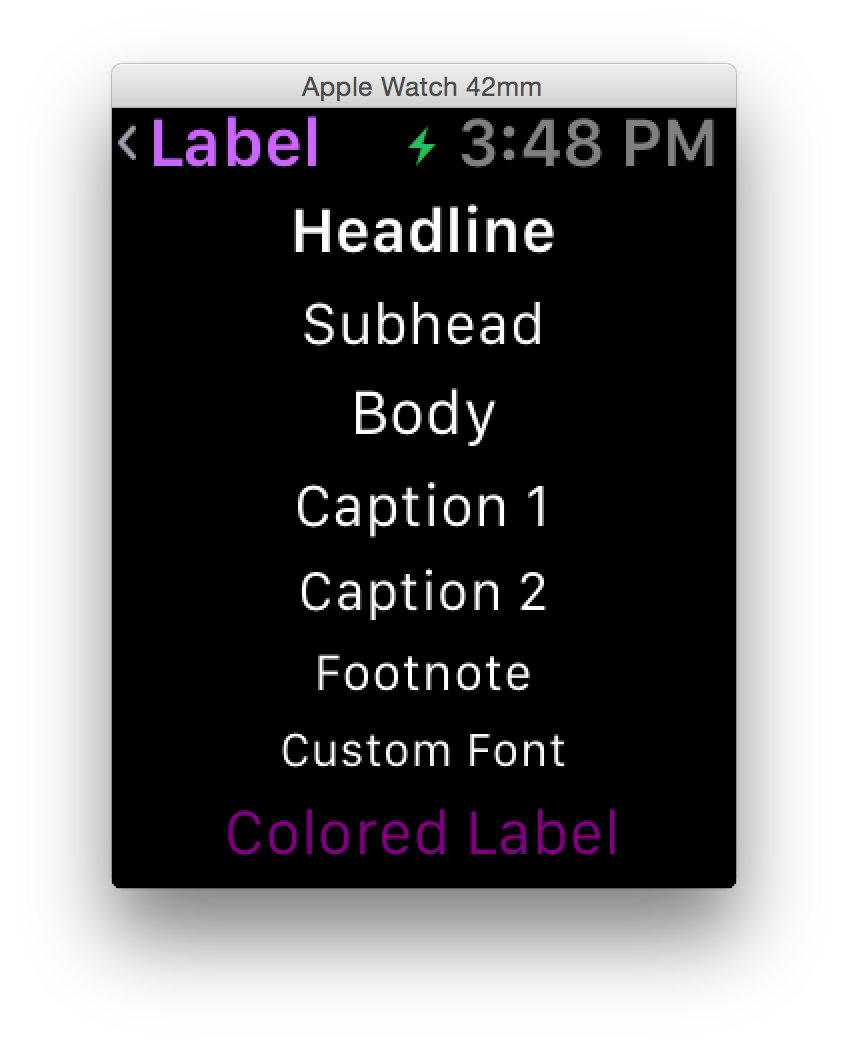 Apple Watch 42mm
Label 3:48 PM
Headline
Subhead
Body
Caption 1
Caption 2
Footnote
Custom Font
Colored Label